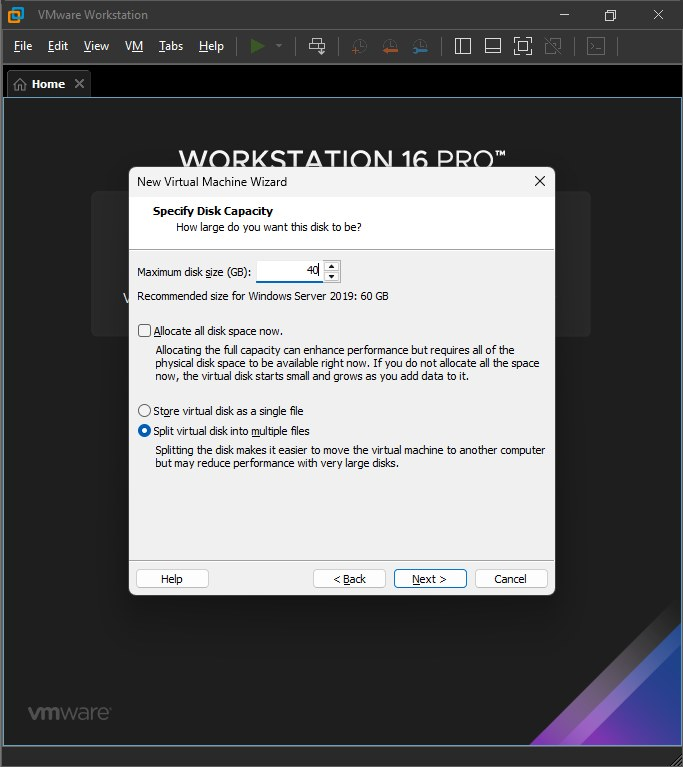 VMware Workstation
File Edit View VM Tabs Help
Home
WORKSTATION 16 PRO™
New Virtual Machine Wizard
Specify Disk Capacity
How large do you want this disk to be?
Maximum disk size (GB): 40
Recommended size for Windows Server 2019: 60 GB
Allocate all disk space now.
Allocating the full capacity can enhance performance but requires all of the
physical disk space to be available right now. If you do not allocate all the space
now, the virtual disk starts small and grows as you add data to it.
Store virtual disk as a single file
Split virtual disk into multiple files
Splitting the disk makes it easier to move the virtual machine to another computer
but may reduce performance with very large disks.
Help < Back Next > Cancel
vmware